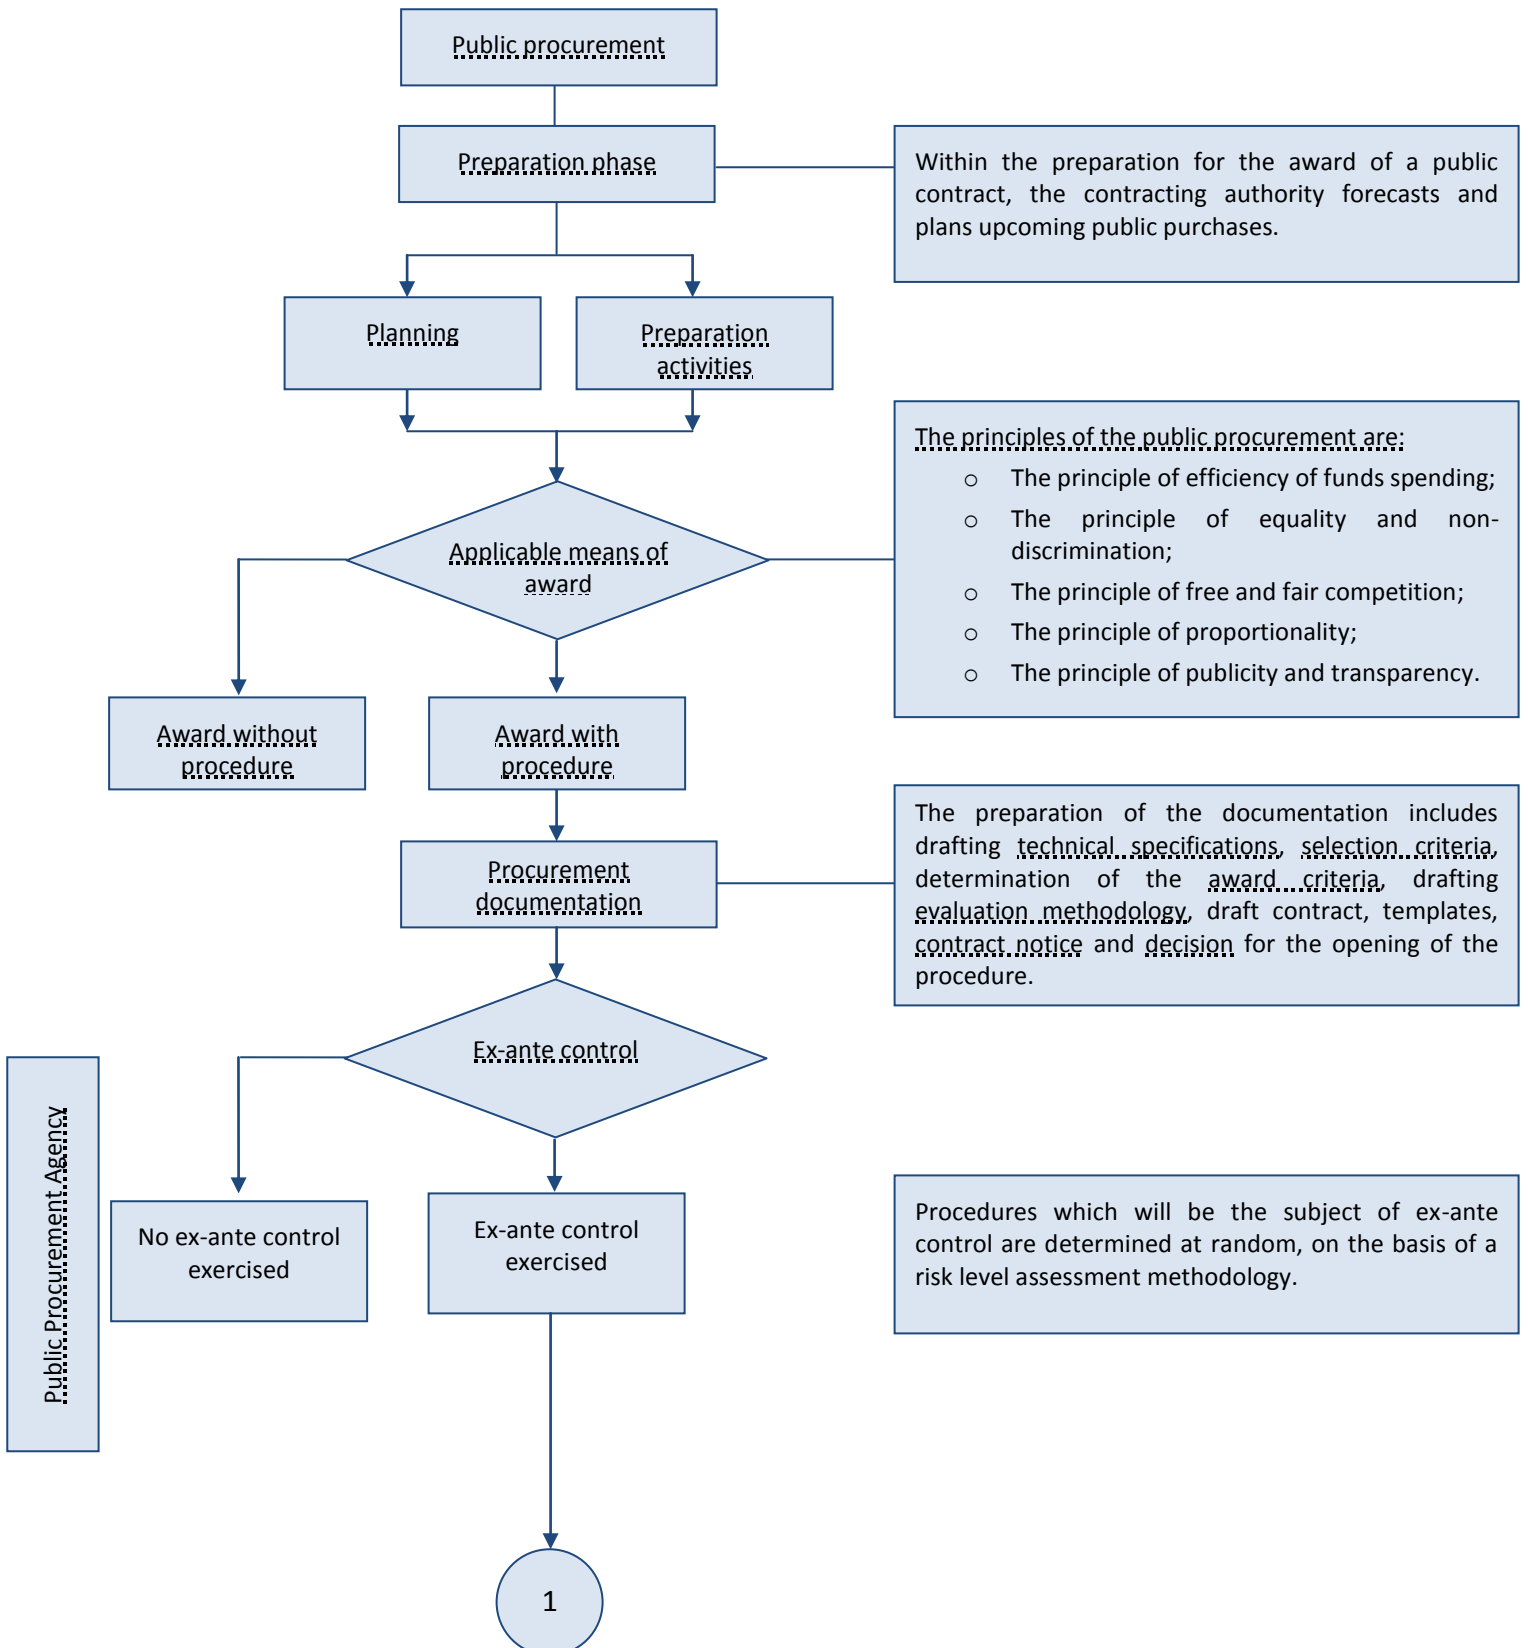 Public procurement
Preparation phase
Within the preparation for the award of a public
contract, the contracting authority forecasts and
plans upcoming public purchases.
Planning
Preparation
activities
The principles of the public procurement are:
o The principle of efficiency of funds spending;
o The principle of equality and non-
discrimination;
o The principle of free and fair competition;
o The principle of proportionality;
o The principle of publicity and transparency.
Applicable means of
award
Award without
procedure
Award with
procedure
The preparation of the documentation includes
drafting technical specifications, selection criteria,
determination of the award criteria, drafting
evaluation methodology, draft contract, templates,
contract notice and decision for the opening of the
procedure.
Procurement
documentation
Ex-ante control
Public Procurement Agency
No ex-ante control
exercised
Ex-ante control
exercised
Procedures which will be the subject of ex-ante
control are determined at random, on the basis of a
risk level assessment methodology.
1